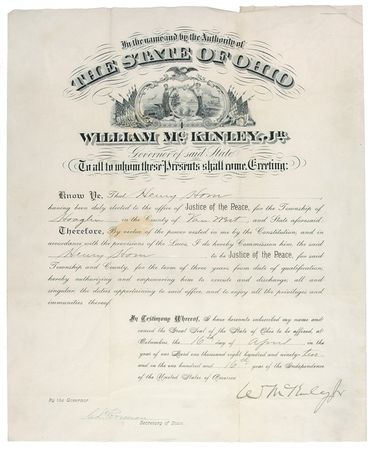 In the name and by the Authority of
THE STATE OF OHIO
WILLIAM McKINLEY, Jr.
Governor of said State
To all to whom these Presents shall come, Greeting:
Know Ye, That Henry Horn
having been duly elected to the office of Justice of the Peace, for the Township of
Hoaglin in the County of Van Wert and State aforesaid.
Therefore, By virtue of the powers vested in me by the Constitution, and in
accordance with the provisions of the Laws, I do hereby Commission him, the said
Henry Horn to be Justice of the Peace, for said
Township and County, for the term of three years from date of qualification,
hereby authorizing and empowering him to execute and discharge, all and
singular, the duties appertaining to said office, and to enjoy all the privileges and
immunities thereof.
In Testimony Whereof, I have hereunto subscribed my name and
caused the Great Seal of the State of Ohio to be affixed, at
Columbus, the 16th day of April in the
year of our Lord one thousand eight hundred and ninety-
and in the one hundred and 16th year of the Independence
of the United States of America
Wm McKinley Jr
By the Governor
Secretary of State.